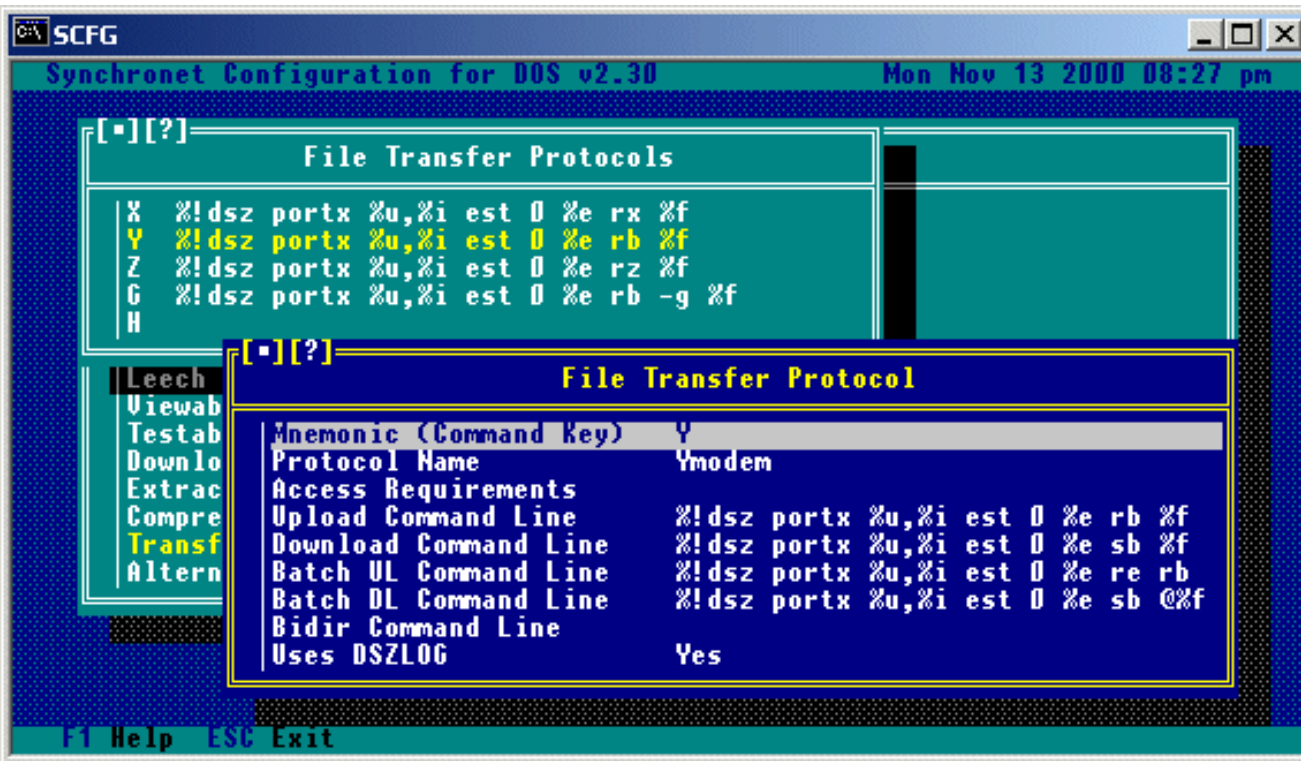 SCFG
Synchronet Configuration for DOS v2.30 Mon Nov 13 2000 08:27 pm
[▪][?]
File Transfer Protocols
X %!dsz portx %u,%i est 0 %e rx %f
Y %!dsz portx %u,%i est 0 %e rb %f
Z %!dsz portx %u,%i est 0 %e rz %f
G %!dsz portx %u,%i est 0 %e rb -g %f
H
Leech
Viewab
Testab
Downlo
Extrac
Compre
Transf
Altern
[▪][?]
File Transfer Protocol
Mnemonic (Command Key) Y
Protocol Name Ymodem
Access Requirements
Upload Command Line %!dsz portx %u,%i est 0 %e rb %f
Download Command Line %!dsz portx %u,%i est 0 %e sb %f
Batch UL Command Line %!dsz portx %u,%i est 0 %e re rb
Batch DL Command Line %!dsz portx %u,%i est 0 %e sb @%f
Bidir Command Line
Uses DSZLOG Yes
F1 Help ESC Exit